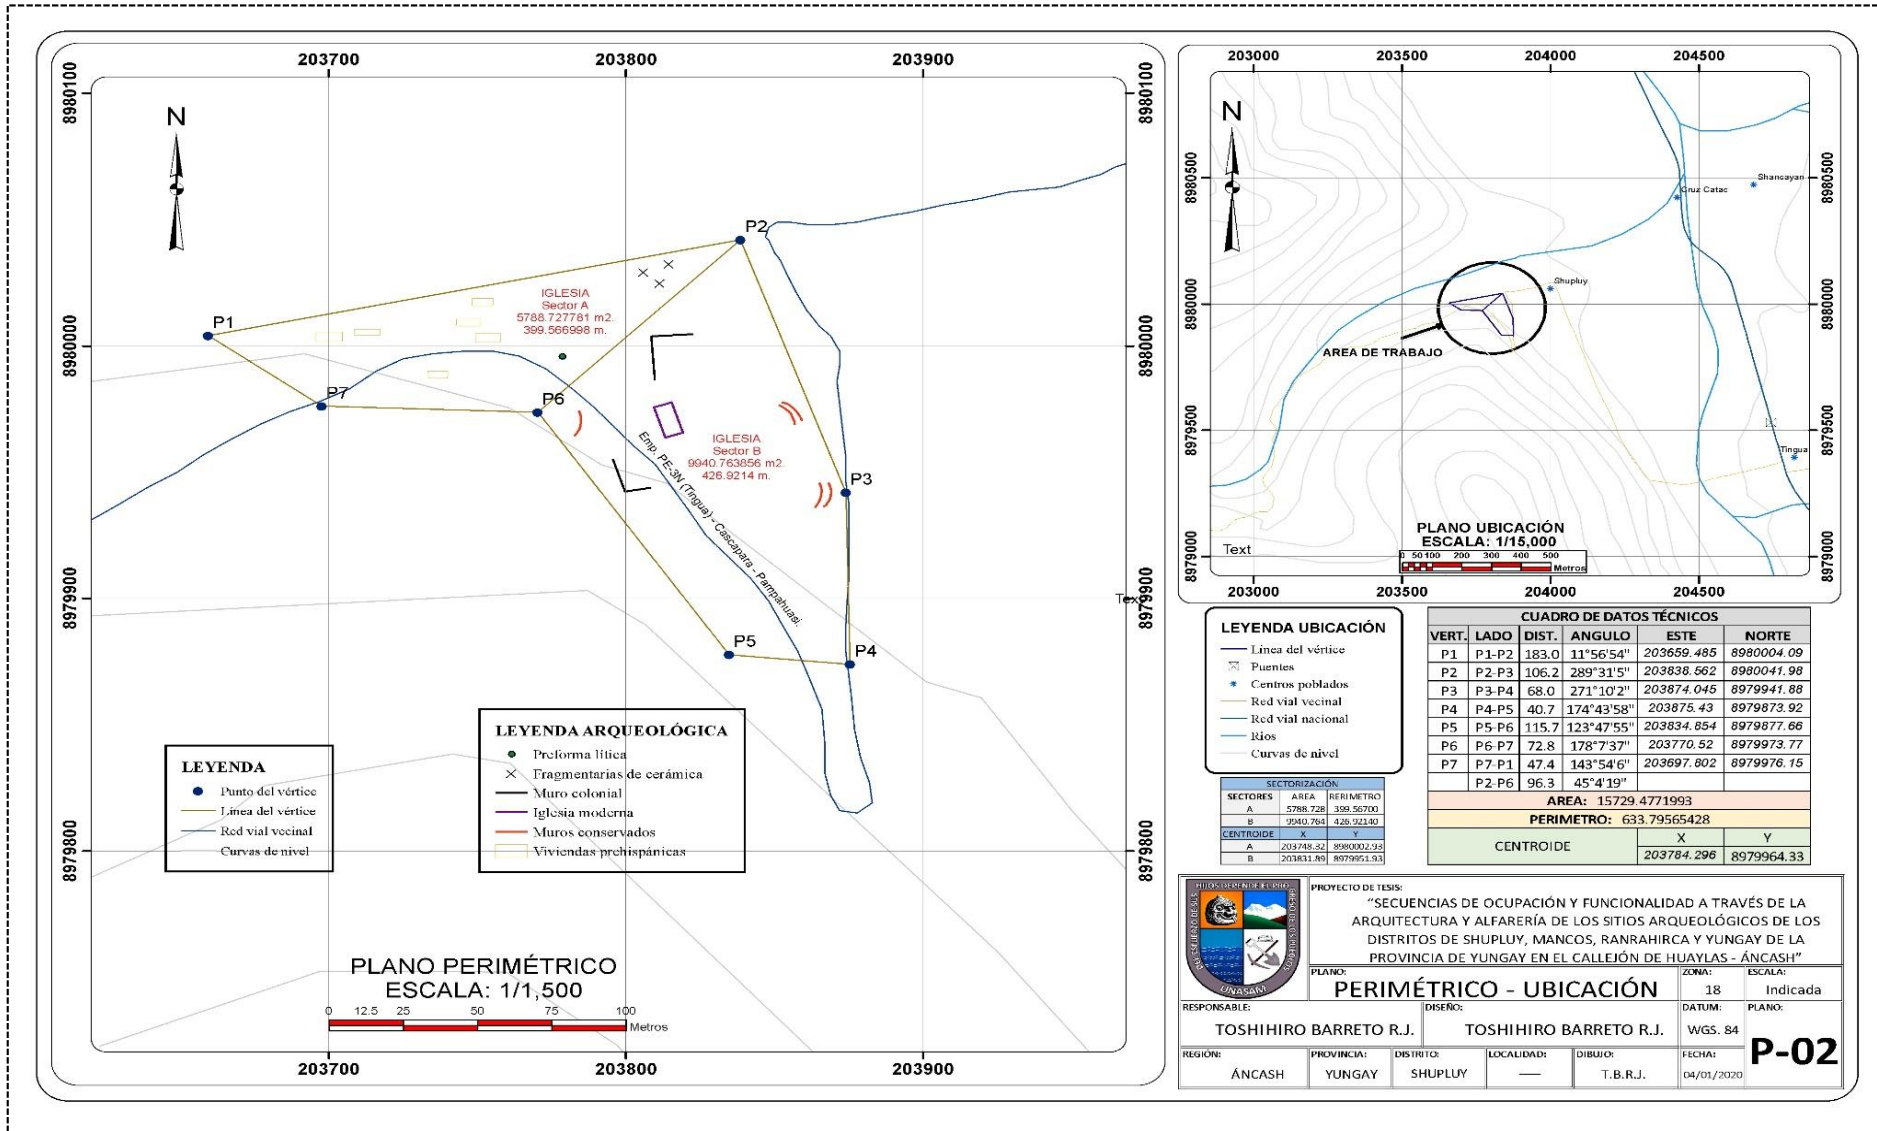 203700
203800
203900
8980100
8980000
8979900
8979800
8980100
8980000
8979900
8979800
N
P1
P2
P3
P4
P5
P6
P7
IGLESIA
Sector A
5788.727781 m2.
399.566998 m.
IGLESIA
Sector B
9940.763856 m2.
426.9214 m.
Emp. PE-3N (Tingua) - Cascapara - Pampahuasi.
Text
LEYENDA
Punto del vértice
Línea del vértice
Red vial vecinal
Curvas de nivel
LEYENDA ARQUEOLÓGICA
Preforma lítica
Fragmentarias de cerámica
Muro colonial
Iglesia moderna
Muros conservados
Viviendas prehispánicas
PLANO PERIMÉTRICO
ESCALA: 1/1,500
0 12.5 25 50 75 100
Metros
203700
203800
203900
203000
203500
204000
204500
8980500
8980000
8979500
8979000
8980500
8980000
8979500
8979000
N
Shancayan
Cruz Catac
Shupluy
AREA DE TRABAJO
Tingua
PLANO UBICACIÓN
ESCALA: 1/15,000
0 50 100 200 300 400 500
Metros
Text
203000
203500
204000
204500
LEYENDA UBICACIÓN
Línea del vértice
Puentes
Centros poblados
Red vial vecinal
Red vial nacional
Ríos
Curvas de nivel
SECTORIZACIÓN
SECTORES AREA RERIMETRO
A 5788.728 399.56700
B 9940.764 426.92140
CENTROIDE X Y
A 203748.32 8980002.93
B 203831.89 8979951.93
CUADRO DE DATOS TÉCNICOS
VERT. LADO DIST. ANGULO ESTE NORTE
P1 P1-P2 183.0 11°56'54" 203659.485 8980004.09
P2 P2-P3 106.2 289°31'5" 203838.562 8980041.98
P3 P3-P4 68.0 271°10'2" 203874.045 8979941.88
P4 P4-P5 40.7 174°43'58" 203875.43 8979873.92
P5 P5-P6 115.7 123°47'55" 203834.854 8979877.66
P6 P6-P7 72.8 178°7'37" 203770.52 8979973.77
P7 P7-P1 47.4 143°54'6" 203697.802 8979976.15
P2-P6 96.3 45°4'19"
AREA: 15729.4771993
PERIMETRO: 633.79565428
CENTROIDE
X Y
203784.296 8979964.33
UNASAM
PROYECTO DE TESIS:
"SECUENCIAS DE OCUPACIÓN Y FUNCIONALIDAD A TRAVÉS DE LA
ARQUITECTURA Y ALFARERÍA DE LOS SITIOS ARQUEOLÓGICOS DE LOS
DISTRITOS DE SHUPLUY, MANCOS, RANRAHIRCA Y YUNGAY DE LA
PROVINCIA DE YUNGAY EN EL CALLEJÓN DE HUAYLAS - ÁNCASH"
PLANO:
PERIMÉTRICO - UBICACIÓN
ZONA:
18
ESCALA:
Indicada
RESPONSABLE:
TOSHIHIRO BARRETO R.J.
DISEÑO:
TOSHIHIRO BARRETO R.J.
DATUM:
WGS. 84
PLANO:
P-02
REGIÓN:
ÁNCASH
PROVINCIA:
YUNGAY
DISTRITO:
SHUPLUY
LOCALIDAD:
—
DIBUJO:
T.B.R.J.
FECHA:
04/01/2020